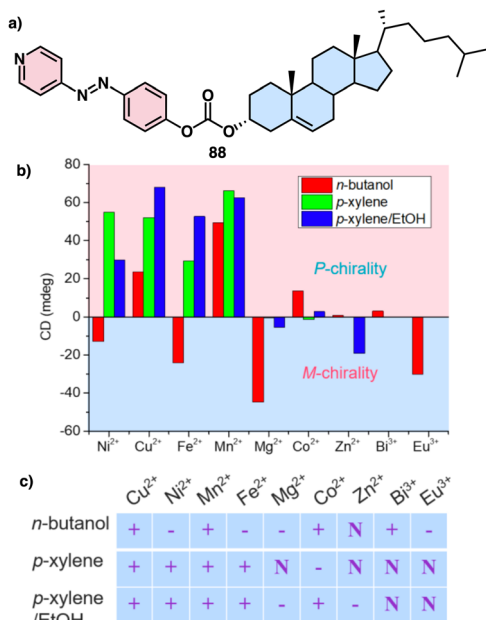 a)
N
N
N
O
O
O
88
b)
80
60
40
20
0
-20
-40
-60
CD (mdeg)
n-butanol
p-xylene
p-xylene/EtOH
P-chirality
M-chirality
Ni2+ Cu2+ Fe2+ Mn2+ Mg2+ Co2+ Zn2+ Bi3+ Eu3+
c)
Cu2+ Ni2+ Mn2+ Fe2+ Mg2+ Co2+ Zn2+ Bi3+ Eu3+
n-butanol + - + - - + N + -
p-xylene + + + + N - N N N
p-xylene + + + + - + - N N
/EtOH